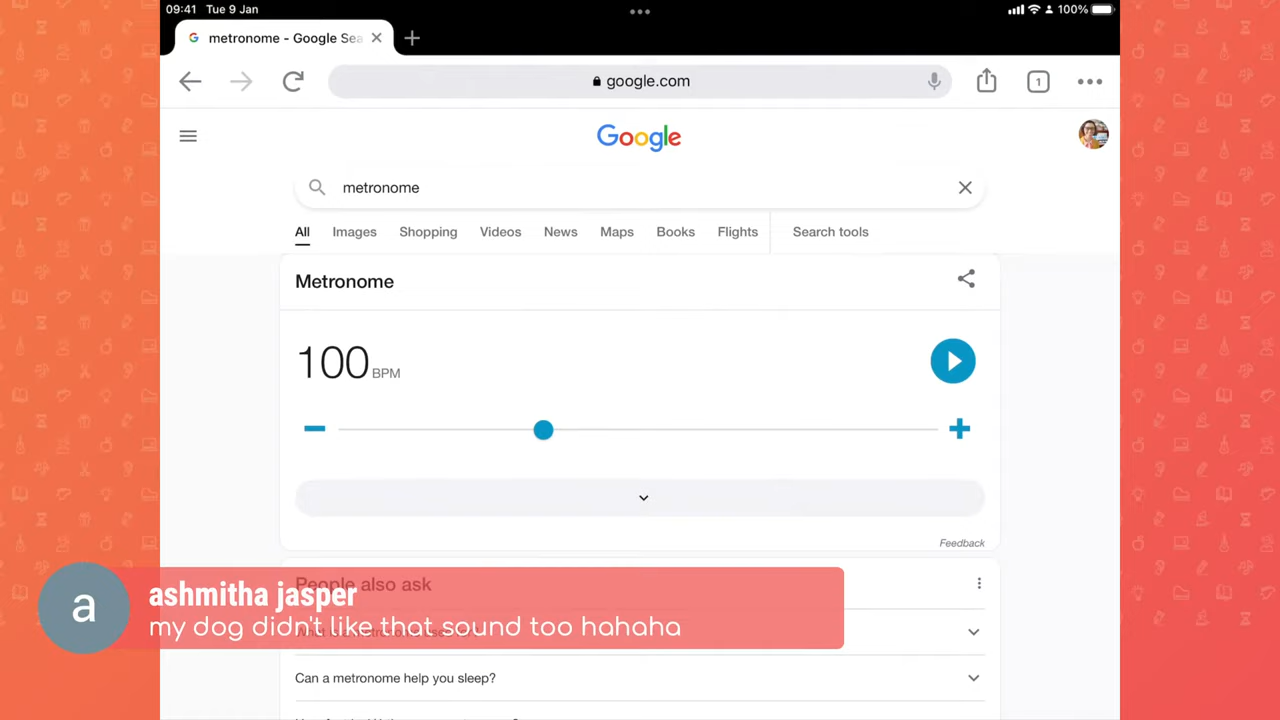 09:41 Tue 9 Jan
100%
metronome - Google Sea
1
google.com
Google
metronome
All Images Shopping Videos News Maps Books Flights Search tools
Metronome
100 BPM
Feedback
People also ask
a
ashmitha jasper
my dog didn't like that sound too hahaha
Can a metronome help you sleep?